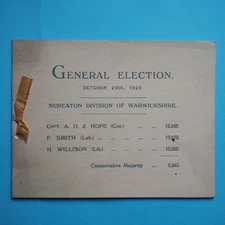 GENERAL ELECTION,
OCTOBER 29th, 1924.
NUNEATON DIVISION OF WARWICKSHIRE.
CAPT. A. O. J. HOPE (Con.) ... ...
F. SMITH (Lab.) ... ...
H. WILLISON (Lib.) ... ...
Conservative Majority ...